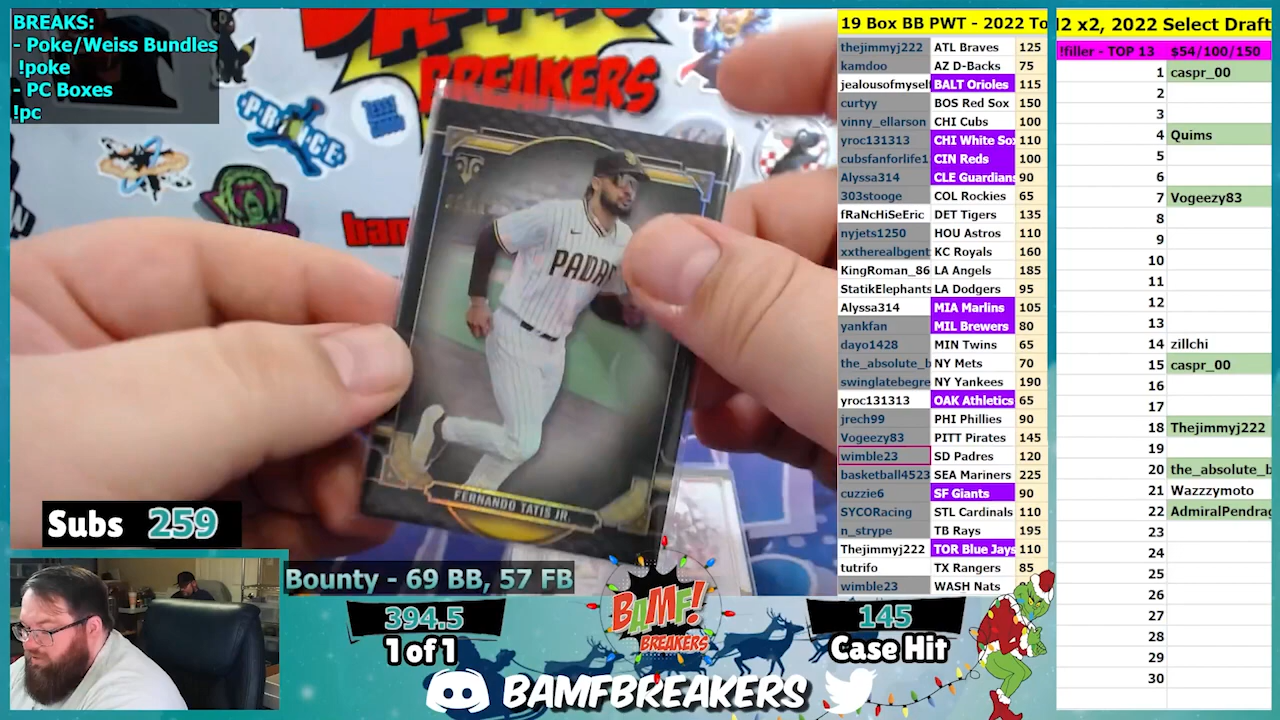 BREAKS:
- Poke/Weiss Bundles
!poke
- PC Boxes
!pc
BREAKERS
PADR
FERNANDO TATIS JR.
Subs 259
Bounty - 69 BB, 57 FB
394.5
1 of 1
BAMF!
BREAKERS
145
Case Hit
BAMFBREAKERS
19 Box BB PWT - 2022 To
thejimmyj222 ATL Braves 125
kamdoo AZ D-Backs 75
jealousofmysel BALT Orioles 115
curtyy BOS Red Sox 150
vinny_ellarson CHI Cubs 100
yroc131313 CHI White Sox 110
cubsfanforlife1 CIN Reds 100
Alyssa314 CLE Guardians 90
303stooge COL Rockies 65
fRaNcHiSeEric DET Tigers 135
nyjets1250 HOU Astros 110
xxtherealbgent KC Royals 160
KingRoman_86 LA Angels 185
StatikElephants LA Dodgers 95
Alyssa314 MIA Marlins 105
yankfan MIL Brewers 80
dayo1428 MIN Twins 65
the_absolute_b NY Mets 70
swinglatebegre NY Yankees 190
yroc131313 OAK Athletics 65
jrech99 PHI Phillies 90
Vogeezy83 PITT Pirates 145
wimble23 SD Padres 120
basketball4523 SEA Mariners 225
cuzzie6 SF Giants 90
SYCORacing STL Cardinals 110
n_strype TB Rays 195
Thejimmyj222 TOR Blue Jays 110
tutrifo TX Rangers 85
wimble23 WASH Nats
2 x2, 2022 Select Draft
!filler - TOP 13 $54/100/150
1 caspr_00
2
3
4 Quims
5
6
7 Vogeezy83
8
9
10
11
12
13
14 zillchi
15 caspr_00
16
17
18 Thejimmyj222
19
20 the_absolute_b
21 Wazzzymoto
22 AdmiralPendrag
23
24
25
26
27
28
29
30